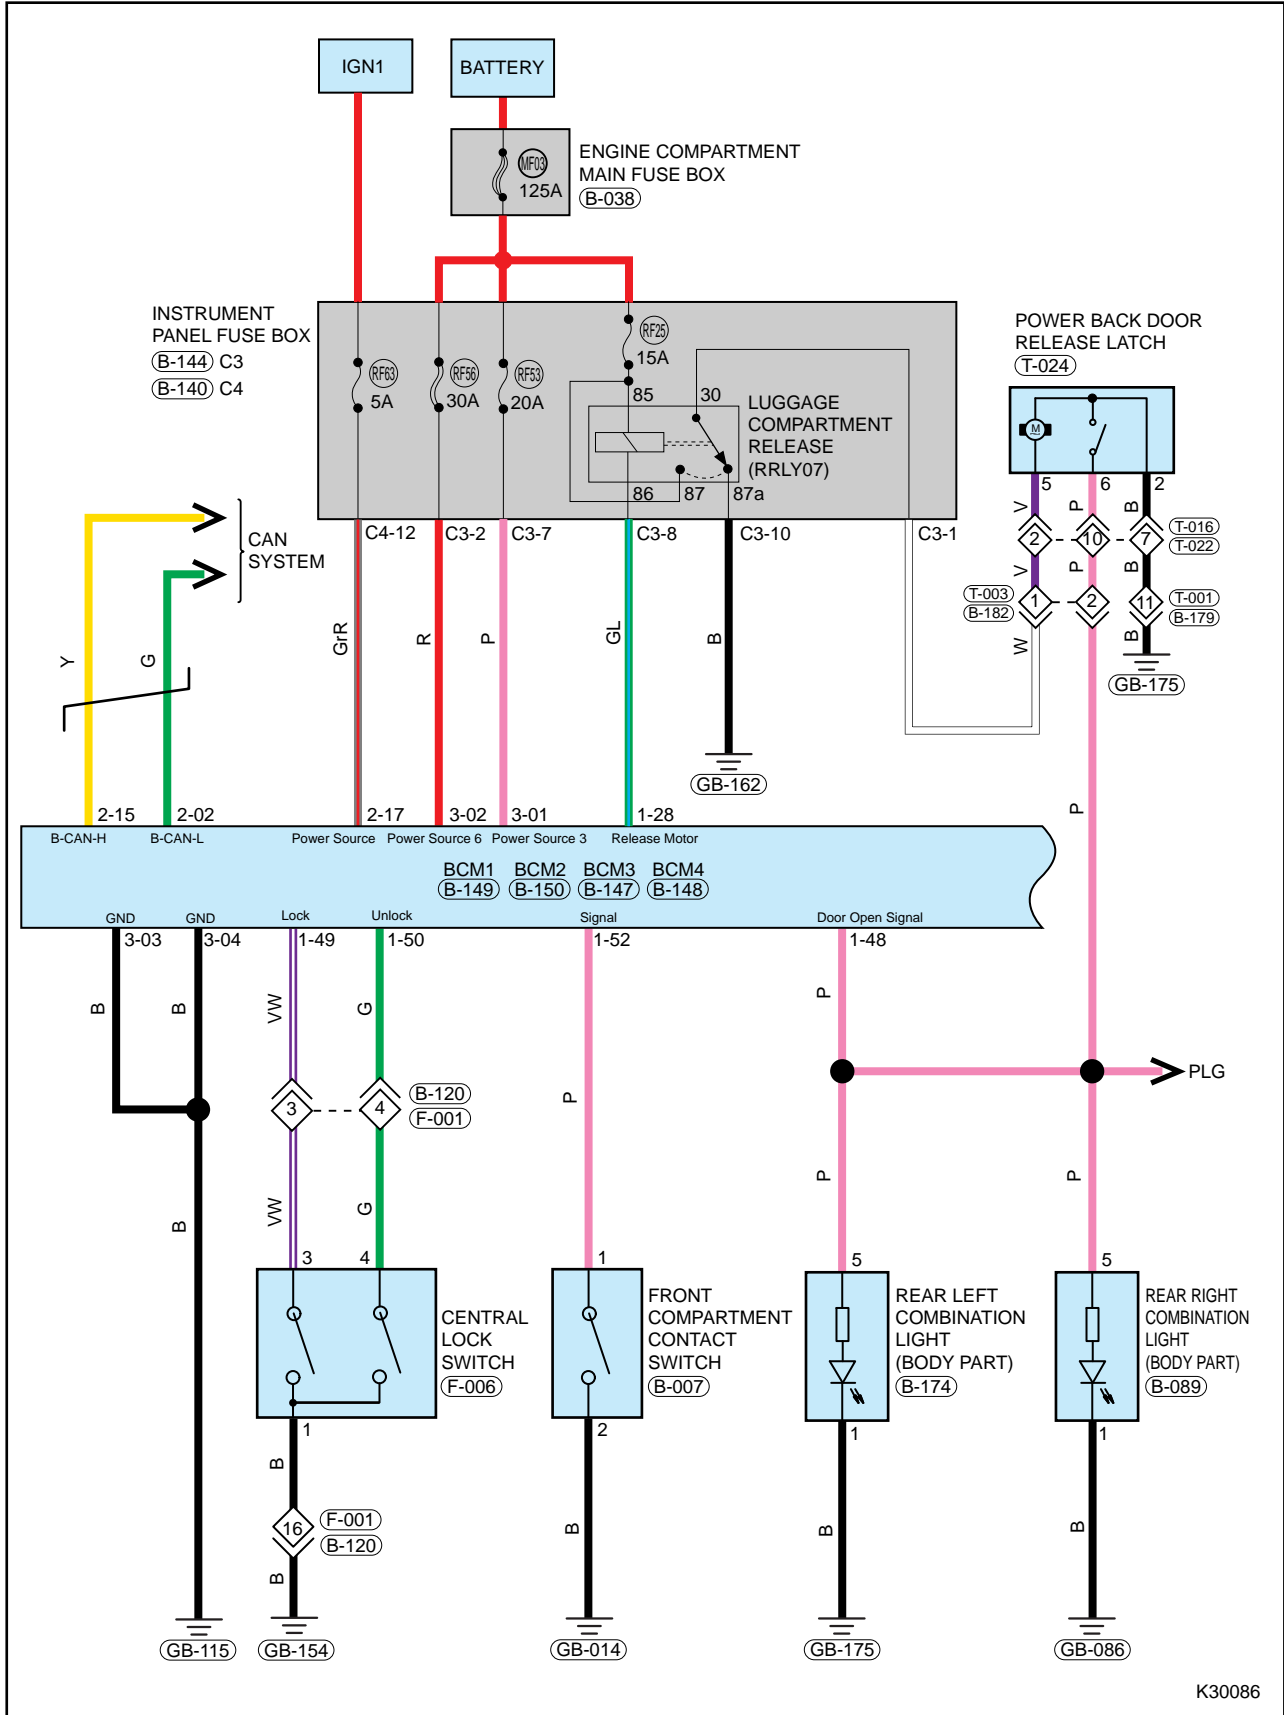 IGN1
BATTERY
MF03
125A
ENGINE COMPARTMENT
MAIN FUSE BOX
B-038
INSTRUMENT
PANEL FUSE BOX
B-144 C3
B-140 C4
RF63
5A
RF56
30A
RF53
20A
RF25
15A
85
30
86
87
87a
LUGGAGE
COMPARTMENT
RELEASE
(RRLY07)
POWER BACK DOOR
RELEASE LATCH
T-024
M
5
6
2
V
P
B
2
10
7
T-016
T-022
V
P
B
T-003
B-182
1
2
11
T-001
B-179
W
B
GB-175
CAN
SYSTEM
C4-12
C3-2
C3-7
C3-8
C3-10
C3-1
Y
G
GrR
R
P
GL
B
GB-162
P
2-15
2-02
2-17
3-02
3-01
1-28
B-CAN-H
B-CAN-L
Power Source
Power Source 6
Power Source 3
Release Motor
BCM1
BCM2
BCM3
BCM4
B-149
B-150
B-147
B-148
GND
GND
Lock
Unlock
Signal
Door Open Signal
3-03
3-04
1-49
1-50
1-52
1-48
B
B
VW
G
P
P
PLG
3
4
B-120
F-001
B
VW
G
P
P
3
4
1
5
5
CENTRAL
LOCK
SWITCH
F-006
FRONT
COMPARTMENT
CONTACT
SWITCH
B-007
REAR LEFT
COMBINATION
LIGHT
(BODY PART)
B-174
REAR RIGHT
COMBINATION
LIGHT
(BODY PART)
B-089
1
2
1
1
B
16
F-001
B-120
B
B
B
B
GB-115
GB-154
GB-014
GB-175
GB-086
K30086